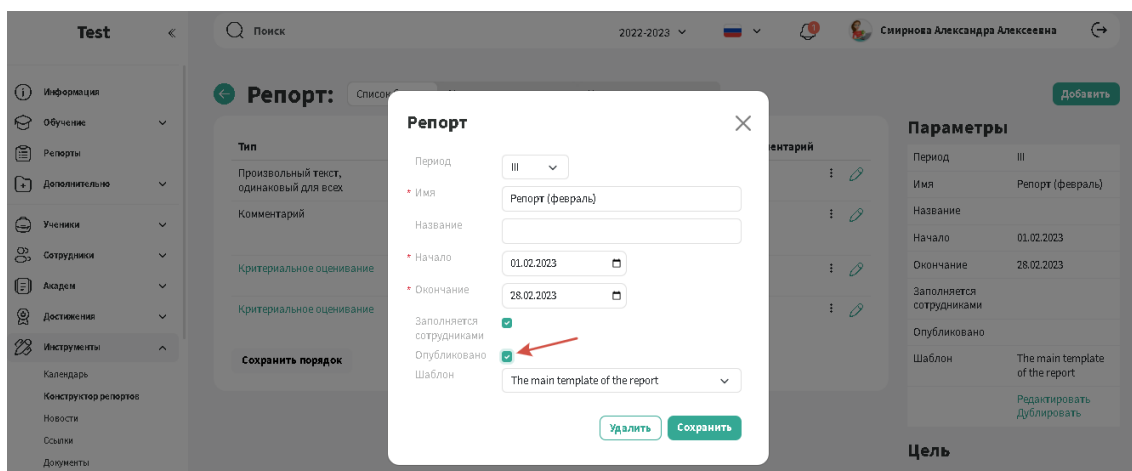 Test
Поиск
2022-2023
1
Смирнова Александра Алексеевна
Информация
Обучение
Репорты
Дополнительно
Ученики
Сотрудники
Академ
Достижения
Инструменты
Календарь
Конструктор репортов
Новости
Ссылки
Документы
Репорт:
Добавить
Тип
Произвольный текст,
одинаковый для всех
Комментарий
Критериальное оценивание
Критериальное оценивание
Сохранить порядок
Репорт
Период
III
* Имя
Репорт (февраль)
Название
* Начало
01.02.2023
* Окончание
28.02.2023
Заполняется
сотрудниками
Опубликовано
Шаблон
The main template of the report
Удалить
Сохранить
Параметры
Период III
Имя Репорт (февраль)
Название
Начало 01.02.2023
Окончание 28.02.2023
Заполняется
сотрудниками
Опубликовано
Шаблон The main template
of the report
Редактировать
Дублировать
Цель